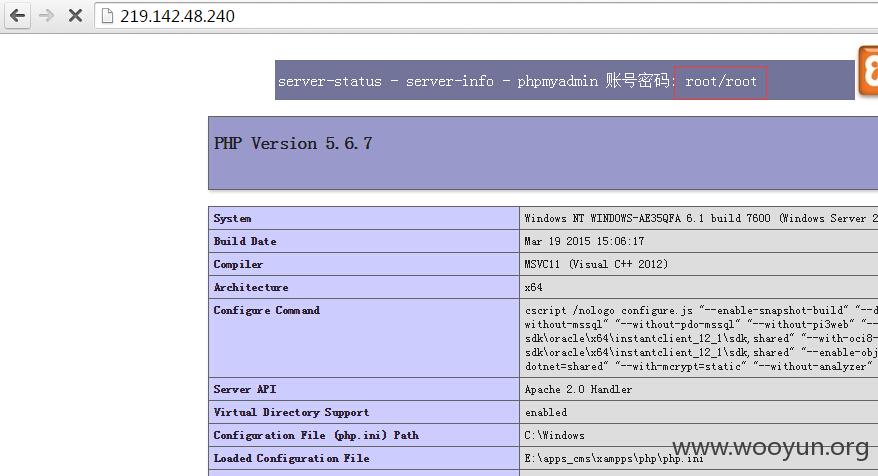 219.142.48.240
server-status - server-info - phpmyadmin 账号密码: root/root
PHP Version 5.6.7
System Windows NT WINDOWS-AE35QFA 6.1 build 7600 (Windows Server 2
Build Date Mar 19 2015 15:06:17
Compiler MSVC11 (Visual C++ 2012)
Architecture x64
Configure Command cscript /nologo configure.js "--enable-snapshot-build" "--d
without-mssql" "--without-pdo-mssql" "--without-pi3web" "--
sdk\oracle\x64\instantclient_12_1\sdk,shared" "--with-oci8-
sdk\oracle\x64\instantclient_12_1\sdk,shared" "--enable-obj
dotnet=shared" "--with-mcrypt=static" "--without-analyzer"
Server API Apache 2.0 Handler
Virtual Directory Support enabled
Configuration File (php.ini) Path C:\Windows
Loaded Configuration File E:\apps_cms\xampps\php\php.ini
www.wooyun.org